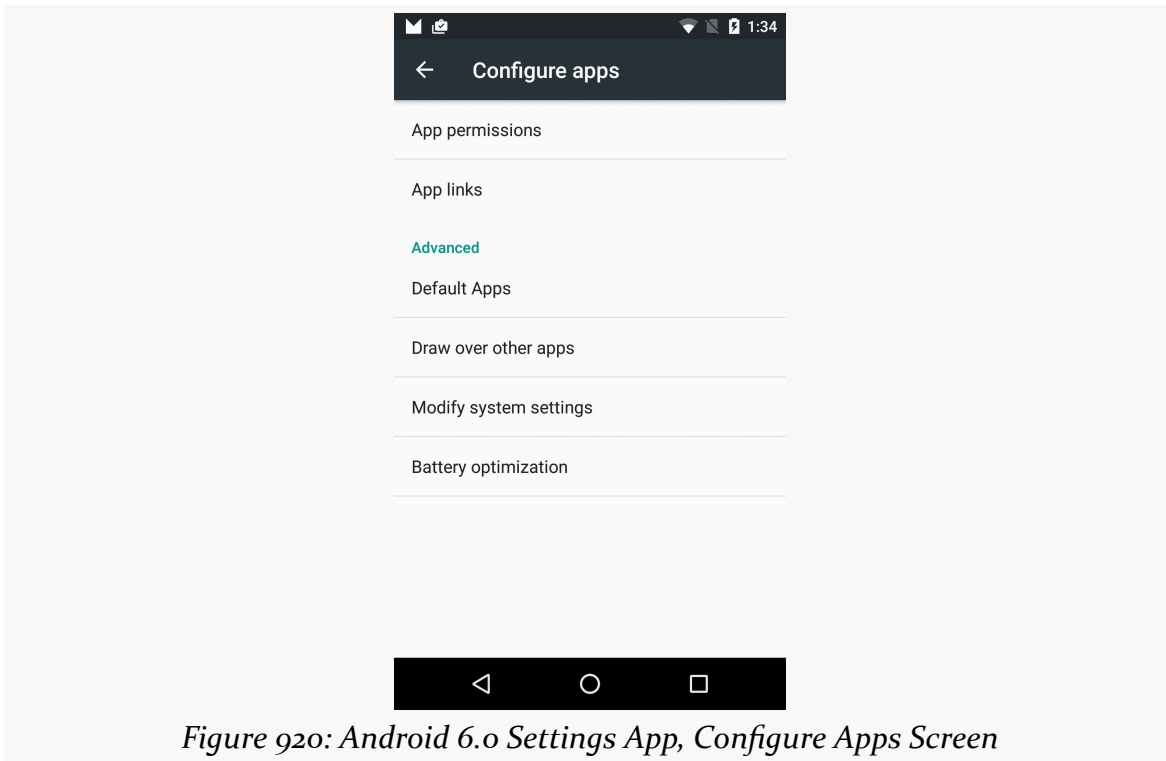 1:34
Configure apps
App permissions
App links
Advanced
Default Apps
Draw over other apps
Modify system settings
Battery optimization
Figure 920: Android 6.0 Settings App, Configure Apps Screen